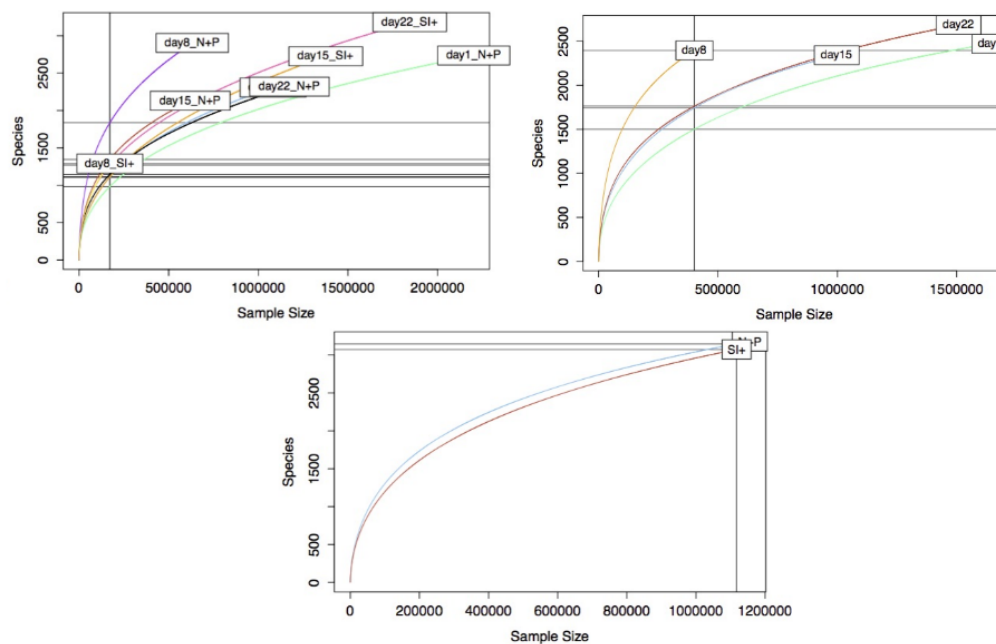 day22_SI+
day8_N+P
day15_SI+
day1_N+P
day22_N+P
day15_N+P
day8_SI+
Species
0
500
1500
2500
0
500000
1000000
1500000
2000000
Sample Size
day22
day8
day15
day
Species
0
500
1000
1500
2000
2500
0
500000
1000000
1500000
Sample Size
N+P
SI+
Species
0
500
1500
2500
0
200000
400000
600000
800000
1000000
1200000
Sample Size